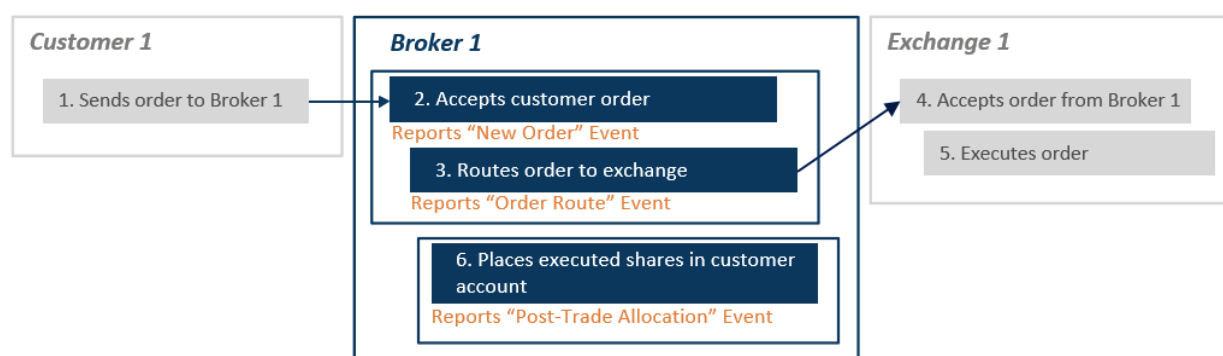 Customer 1
1. Sends order to Broker 1
Broker 1
2. Accepts customer order
Reports “New Order” Event
3. Routes order to exchange
Reports “Order Route” Event
Exchange 1
4. Accepts order from Broker 1
5. Executes order
6. Places executed shares in customer
account
Reports “Post-Trade Allocation” Event